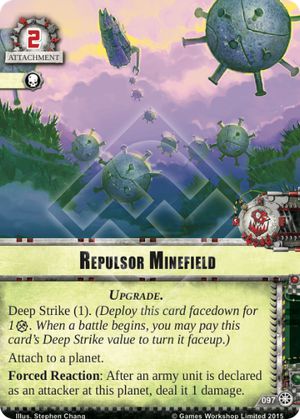 2
ATTACHMENT
REPULSOR MINEFIELD
UPGRADE.
Deep Strike (1). (Deploy this card facedown for
1. When a battle begins, you may pay this
card's Deep Strike value to turn it faceup.)
Attach to a planet.
Forced Reaction: After an army unit is declared
as an attacker at this planet, deal it 1 damage.
097
Illus. Stephen Chang
© Games Workshop Limited 2015